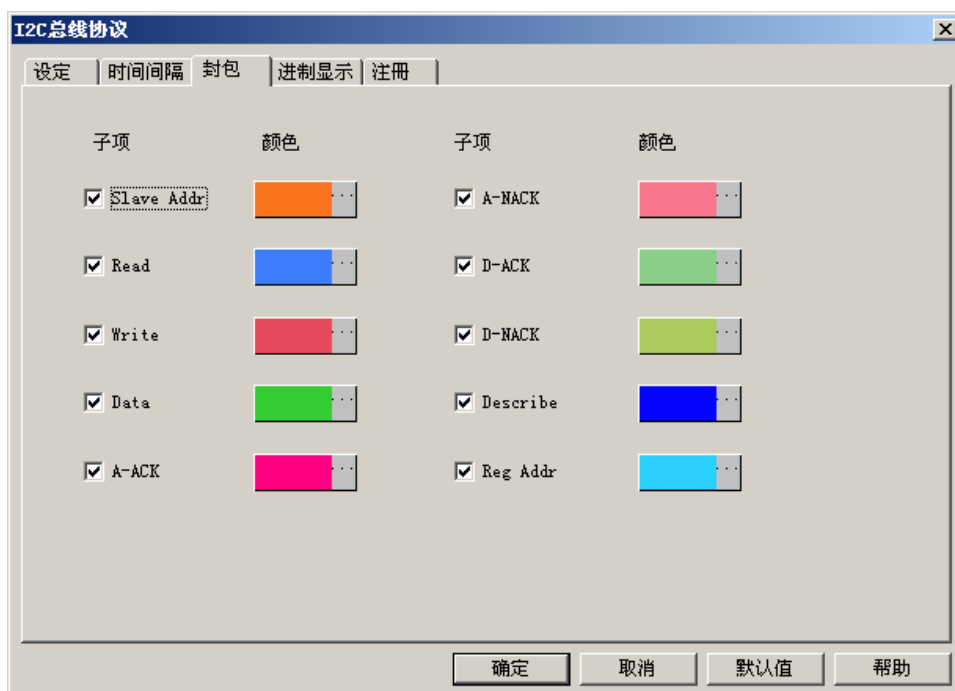 I2C总线协议
设定 时间间隔 封包 进制显示 注册
子项 颜色 子项 颜色
Slave Addr ... A-NACK ...
Read ... D-ACK ...
Write ... D-NACK ...
Data ... Describe ...
A-ACK ... Reg Addr ...
确定 取消 默认值 帮助